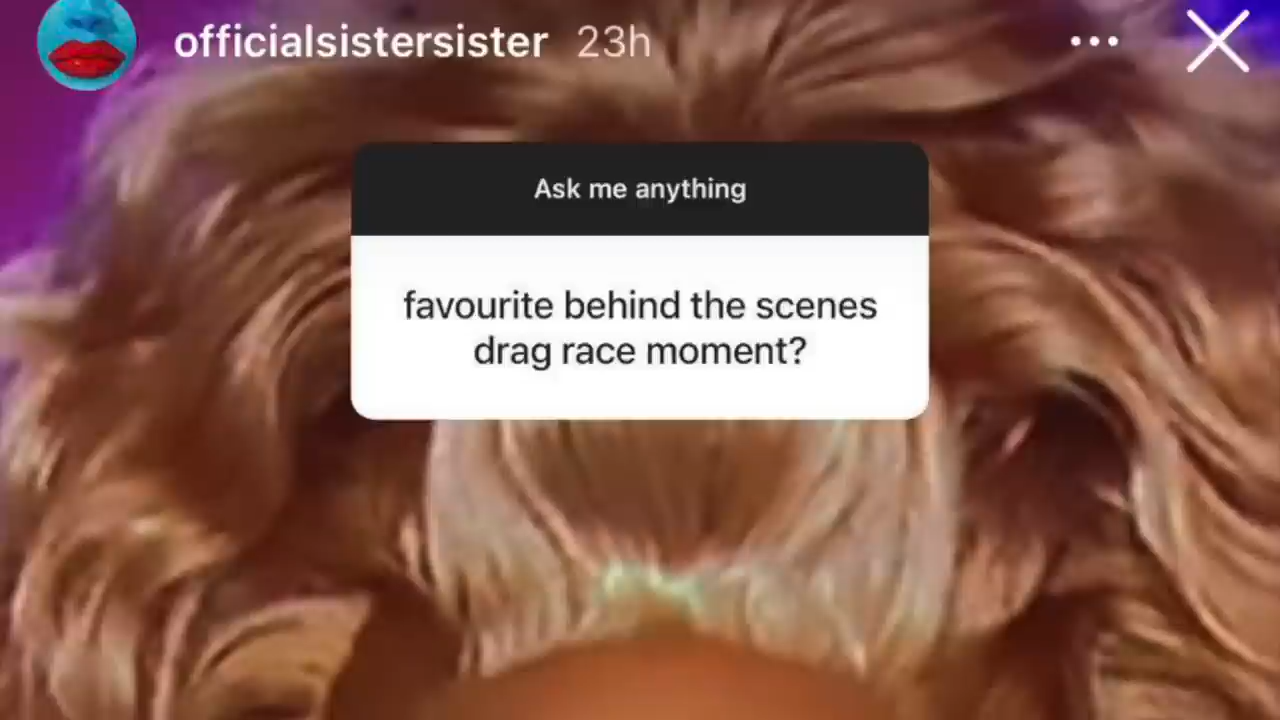 officialsistersister 23h
Ask me anything
favourite behind the scenes
drag race moment?